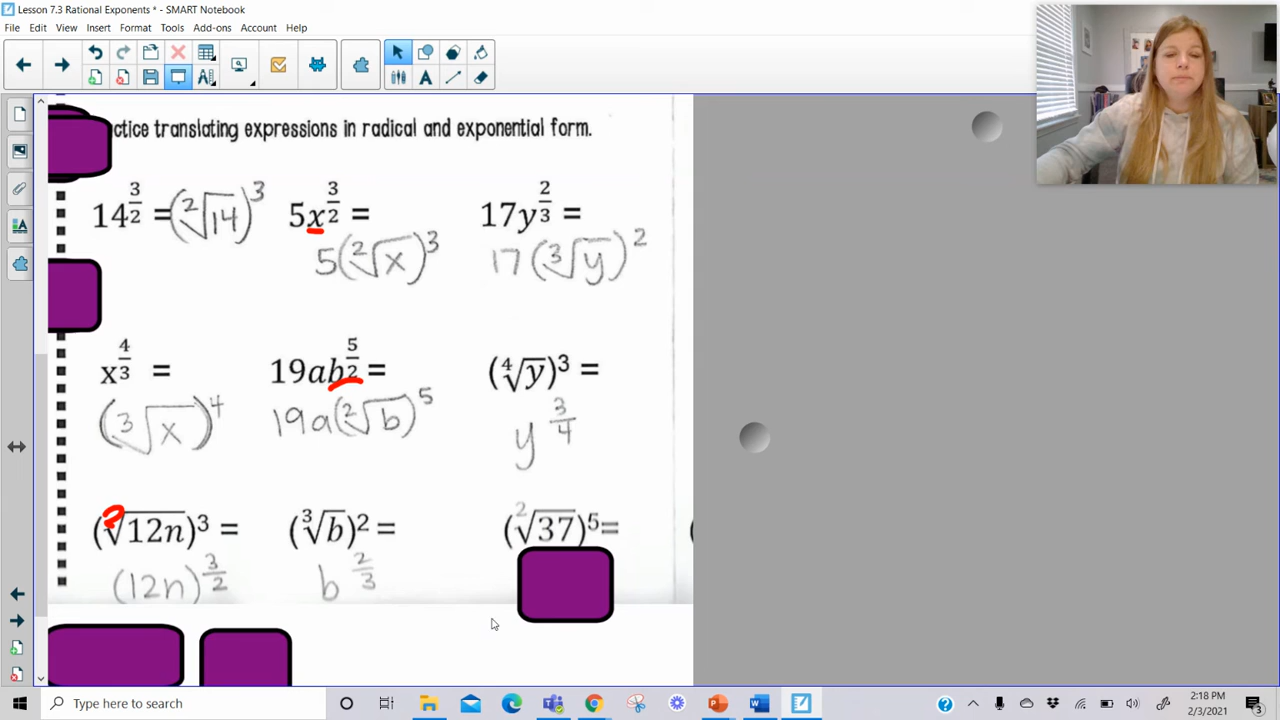 Lesson 7.3 Rational Exponents * - SMART Notebook
File Edit View Insert Format Tools Add-ons Account Help
ctice translating expressions in radical and exponential form.
14^(3/2) = (²√14)³ 5x^(3/2) = 17y^(2/3) =
5(²√x)³ 17(³√y)²
x^(4/3) = 19ab^(5/2) = (⁴√y)³ =
(³√x)⁴ 19a(²√b)⁵ y^(3/4)
(²√12n)³ = (³√b)² = (²√37)⁵=
(12n)^(3/2) b^(2/3)
Type here to search
2:18 PM
2/3/2021
3